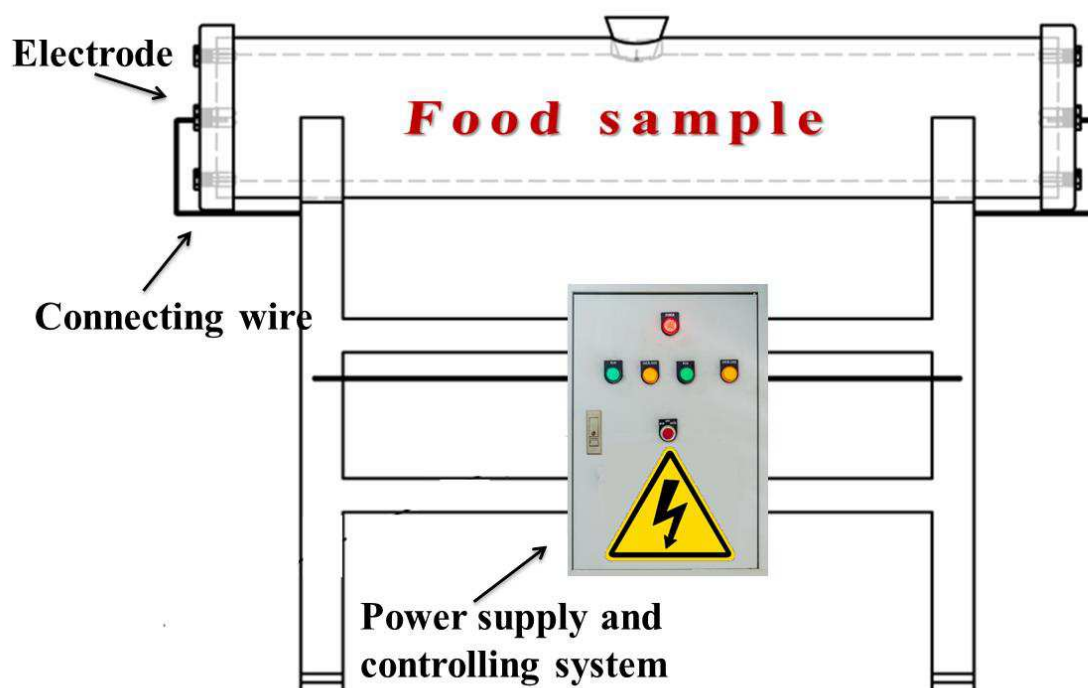 Electrode
Food sample
Connecting wire
Power supply and
controlling system